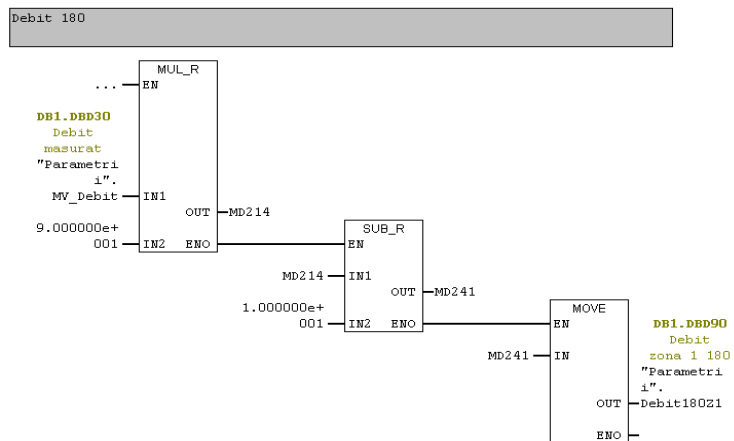 Debit 180
MUL_R
... EN
DB1.DBD30
Debit
masurat
"Parametri
i".
MV_Debit IN1
OUT MD214
9.000000e+
001 IN2 ENO
SUB_R
EN
MD214 IN1
OUT MD241
1.000000e+
001 IN2 ENO
MOVE
EN
MD241 IN
DB1.DBD90
Debit
zona 1 180
"Parametri
i".
OUT Debit180Z1
ENO